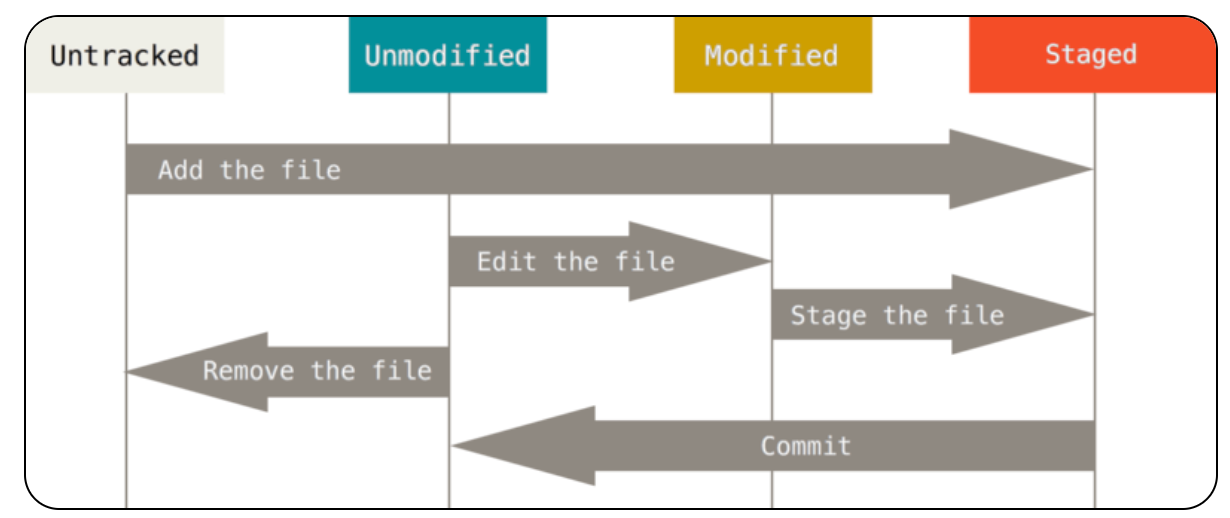 Untracked
Unmodified
Modified
Staged
Add the file
Edit the file
Stage the file
Remove the file
Commit